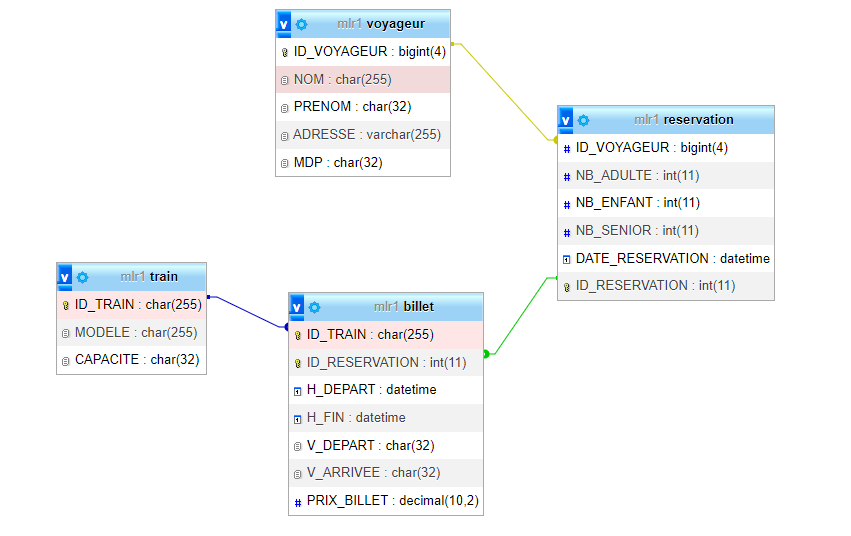 v mlr1 voyageur
ID_VOYAGEUR : bigint(4)
NOM : char(255)
PRENOM : char(32)
ADRESSE : varchar(255)
MDP : char(32)
v mlr1 reservation
# ID_VOYAGEUR : bigint(4)
# NB_ADULTE : int(11)
# NB_ENFANT : int(11)
# NB_SENIOR : int(11)
DATE_RESERVATION : datetime
ID_RESERVATION : int(11)
v mlr1 train
ID_TRAIN : char(255)
MODELE : char(255)
CAPACITE : char(32)
v mlr1 billet
ID_TRAIN : char(255)
ID_RESERVATION : int(11)
H_DEPART : datetime
H_FIN : datetime
V_DEPART : char(32)
V_ARRIVEE : char(32)
# PRIX_BILLET : decimal(10,2)